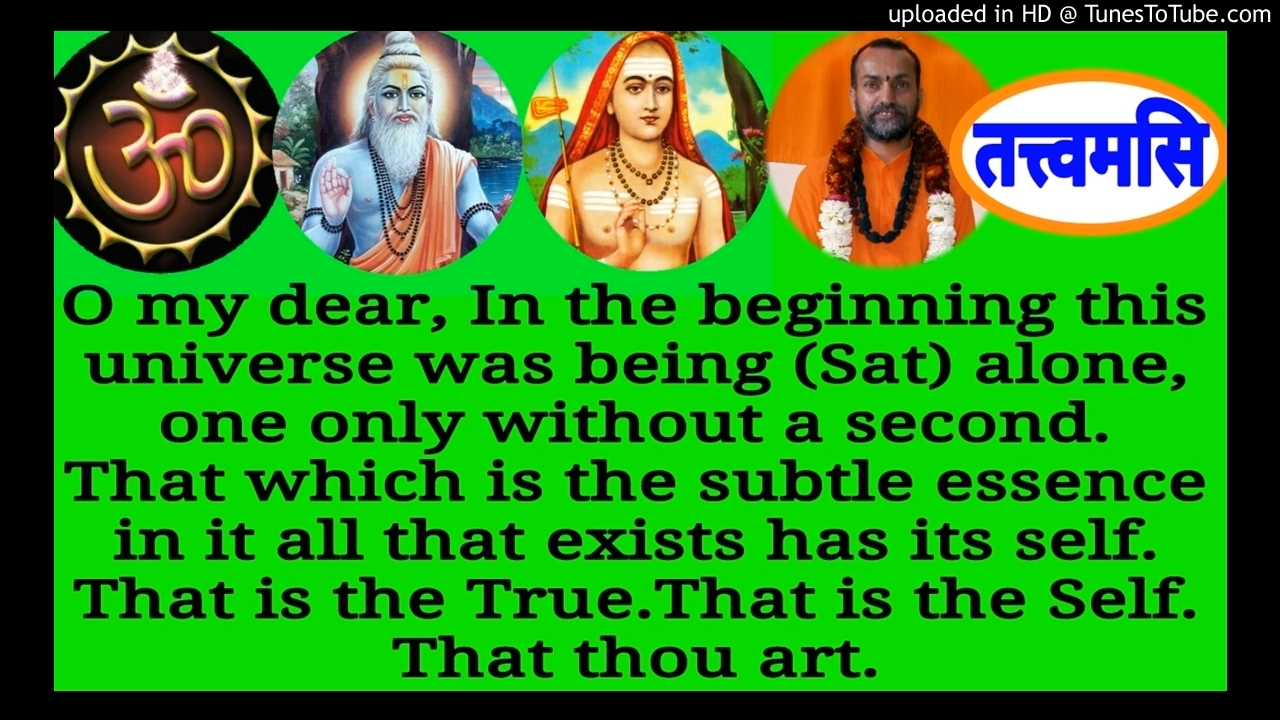 uploaded in HD @ TunesToTube.com
ॐ
तत्त्वमसि
O my dear, In the beginning this
universe was being (Sat) alone,
one only without a second.
That which is the subtle essence
in it all that exists has its self.
That is the True.That is the Self.
That thou art.